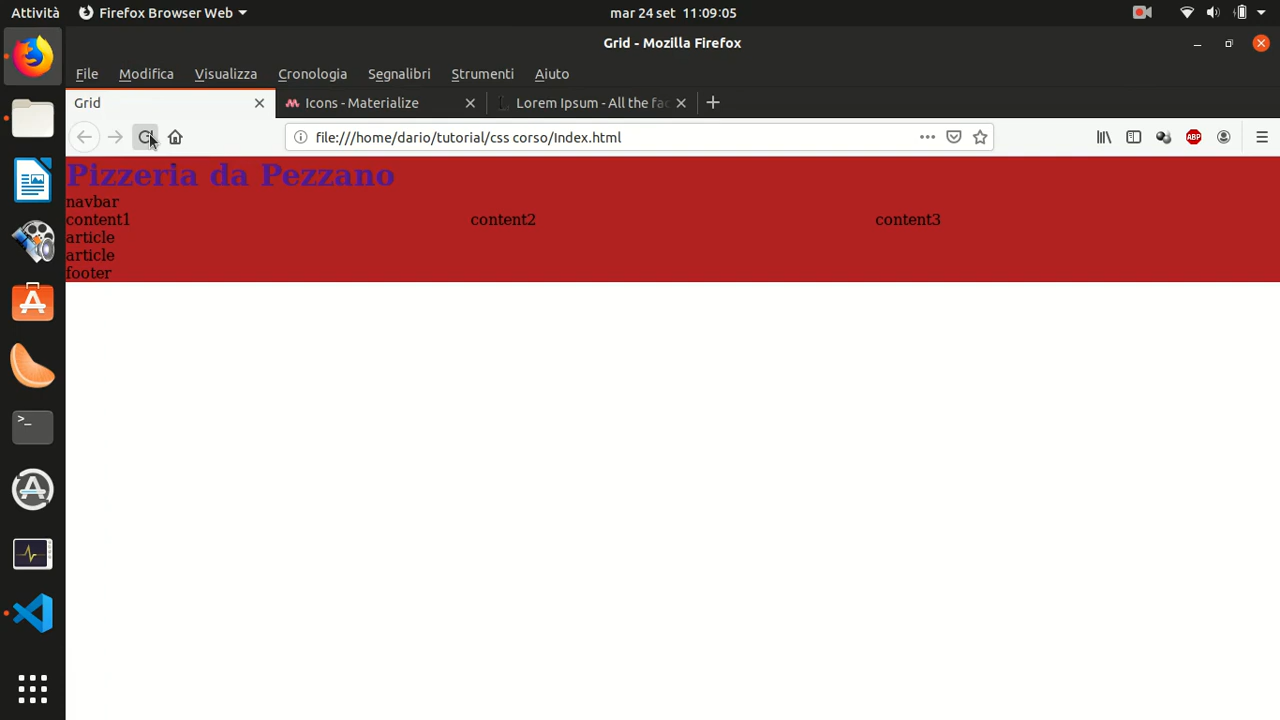 Attività Firefox Browser Web mar 24 set 11:09:05
Grid - Mozilla Firefox
File Modifica Visualizza Cronologia Segnalibri Strumenti Aiuto
Grid Icons - Materialize Lorem Ipsum - All the fac
file:///home/dario/tutorial/css corso/Index.html ABP
Pizzeria da Pezzano
navbar
content1 content2 content3
article
article
footer